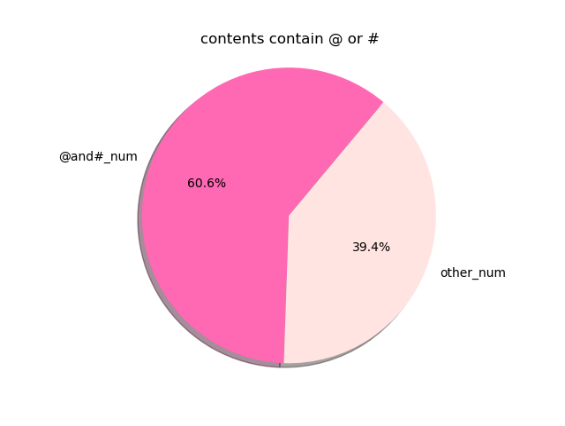 contents contain @ or #
@and#_num
60.6%
39.4%
other_num